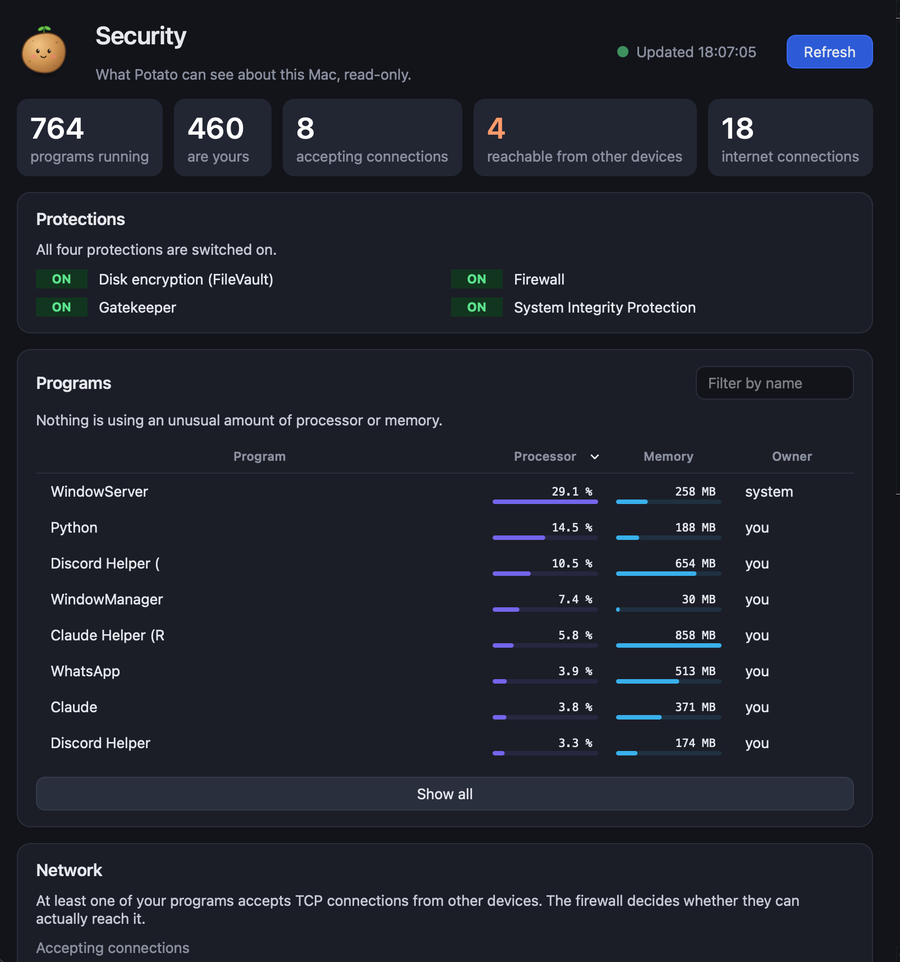 Security
What Potato can see about this Mac, read-only.
Updated 18:07:05
Refresh
764
programs running
460
are yours
8
accepting connections
4
reachable from other devices
18
internet connections
Protections
All four protections are switched on.
ON Disk encryption (FileVault)
ON Firewall
ON Gatekeeper
ON System Integrity Protection
Programs
Filter by name
Nothing is using an unusual amount of processor or memory.
Program Processor Memory Owner
WindowServer 29.1 % 258 MB system
Python 14.5 % 188 MB you
Discord Helper ( 10.5 % 654 MB you
WindowManager 7.4 % 30 MB you
Claude Helper (R 5.8 % 858 MB you
WhatsApp 3.9 % 513 MB you
Claude 3.8 % 371 MB you
Discord Helper 3.3 % 174 MB you
Show all
Network
At least one of your programs accepts TCP connections from other devices. The firewall decides whether they can
actually reach it.
Accepting connections